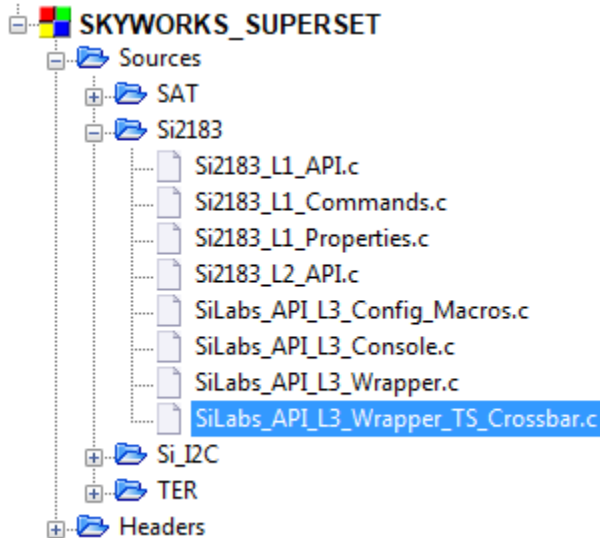 SKYWORKS_SUPERSET
Sources
SAT
Si2183
Si2183_L1_API.c
Si2183_L1_Commands.c
Si2183_L1_Properties.c
Si2183_L2_API.c
SiLabs_API_L3_Config_Macros.c
SiLabs_API_L3_Console.c
SiLabs_API_L3_Wrapper.c
SiLabs_API_L3_Wrapper_TS_Crossbar.c
Si_I2C
TER
Headers